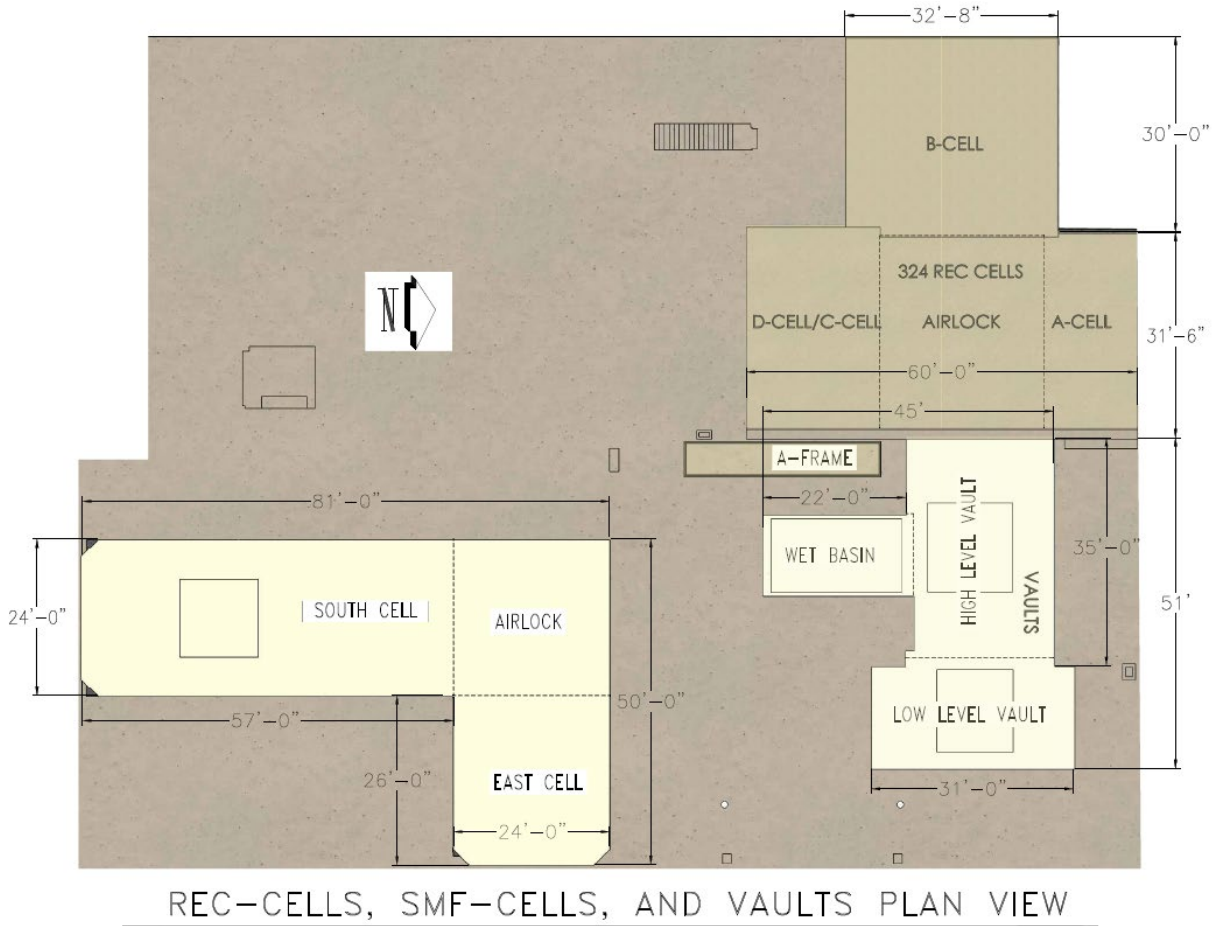 32'-8"
B-CELL
30'-0"
324 REC CELLS
D-CELL/C-CELL
AIRLOCK
A-CELL
31'-6"
N
60'-0"
45'
A-FRAME
81'-0"
22'-0"
HIGH LEVEL VAULT
VAULTS
35'-0"
WET BASIN
24'-0"
SOUTH CELL
AIRLOCK
51'
50'-0"
57'-0"
LOW LEVEL VAULT
26'-0"
EAST CELL
31'-0"
24'-0"
REC-CELLS, SMF-CELLS, AND VAULTS PLAN VIEW